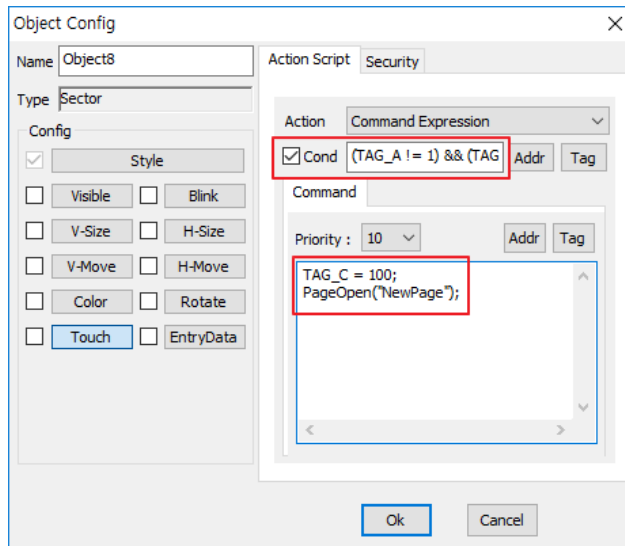 Object Config
Name Object8
Type Sector
Config
Style
Visible Blink
V-Size H-Size
V-Move H-Move
Color Rotate
Touch EntryData
Action Script Security
Action Command Expression
Cond (TAG_A != 1) && (TAG Addr Tag
Command
Priority : 10 Addr Tag
TAG_C = 100;
PageOpen("NewPage");
Ok Cancel